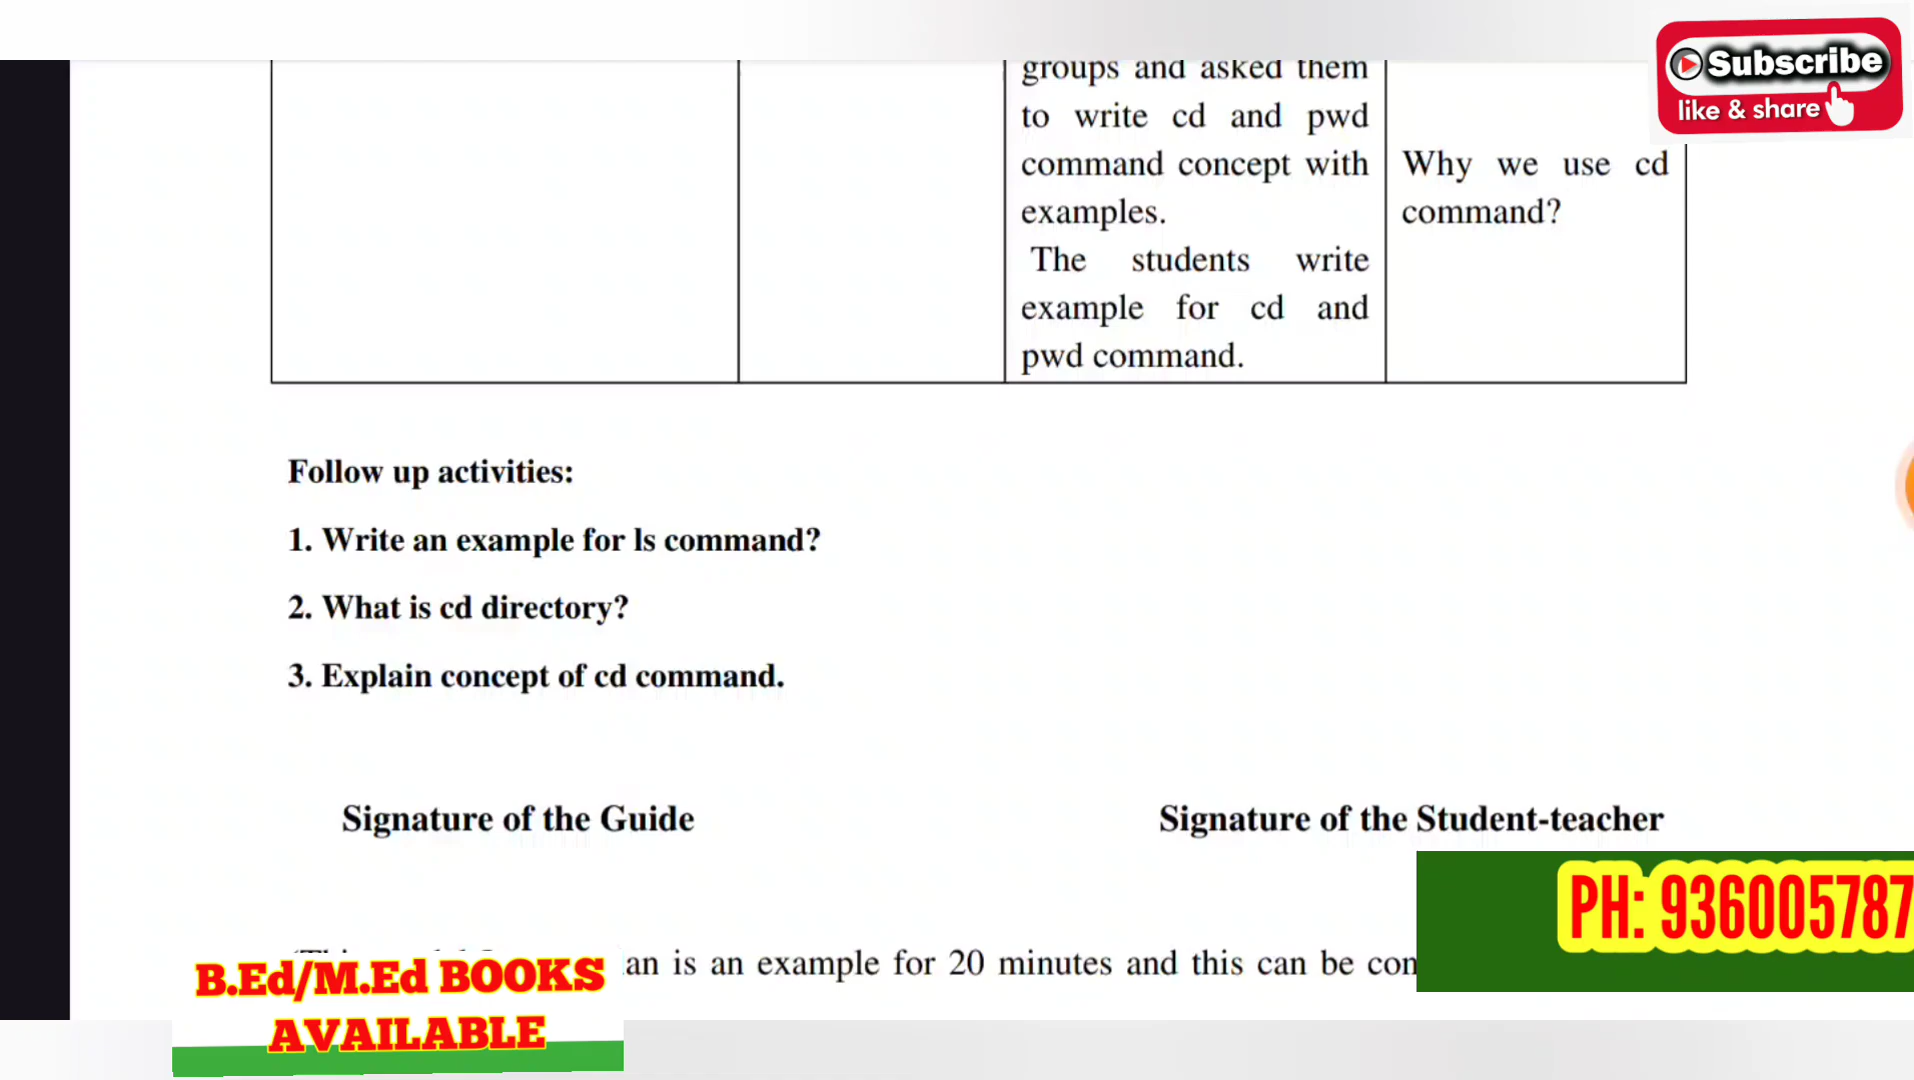 groups and asked them
to write cd and pwd
command concept with
examples.
The students write
example for cd and
pwd command.
Why we use cd
command?
Subscribe
like & share
Follow up activities:
1. Write an example for ls command?
2. What is cd directory?
3. Explain concept of cd command.
Signature of the Guide
Signature of the Student-teacher
PH: 936005787
an is an example for 20 minutes and this can be con
B.Ed/M.Ed BOOKS
AVAILABLE